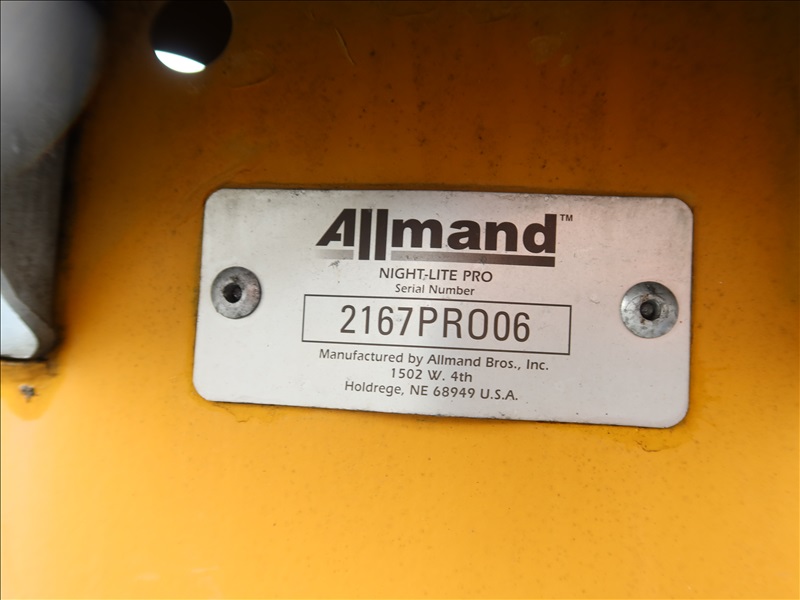 Allmand™
NIGHT-LITE PRO
Serial Number
2167PRO06
Manufactured by Allmand Bros., Inc.
1502 W. 4th
Holdrege, NE 68949 U.S.A.